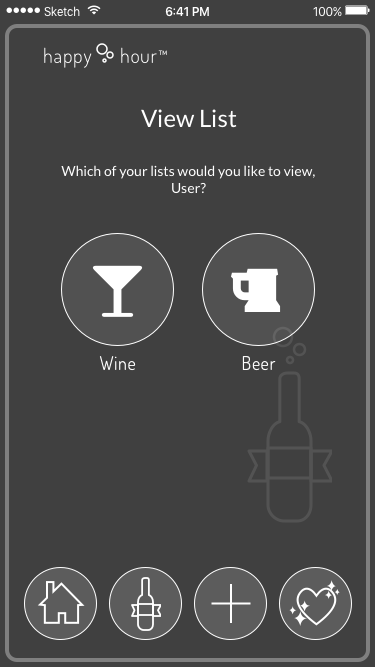 Sketch 6:41 PM 100%
happy hour™
View List
Which of your lists would you like to view,
User?
Wine Beer